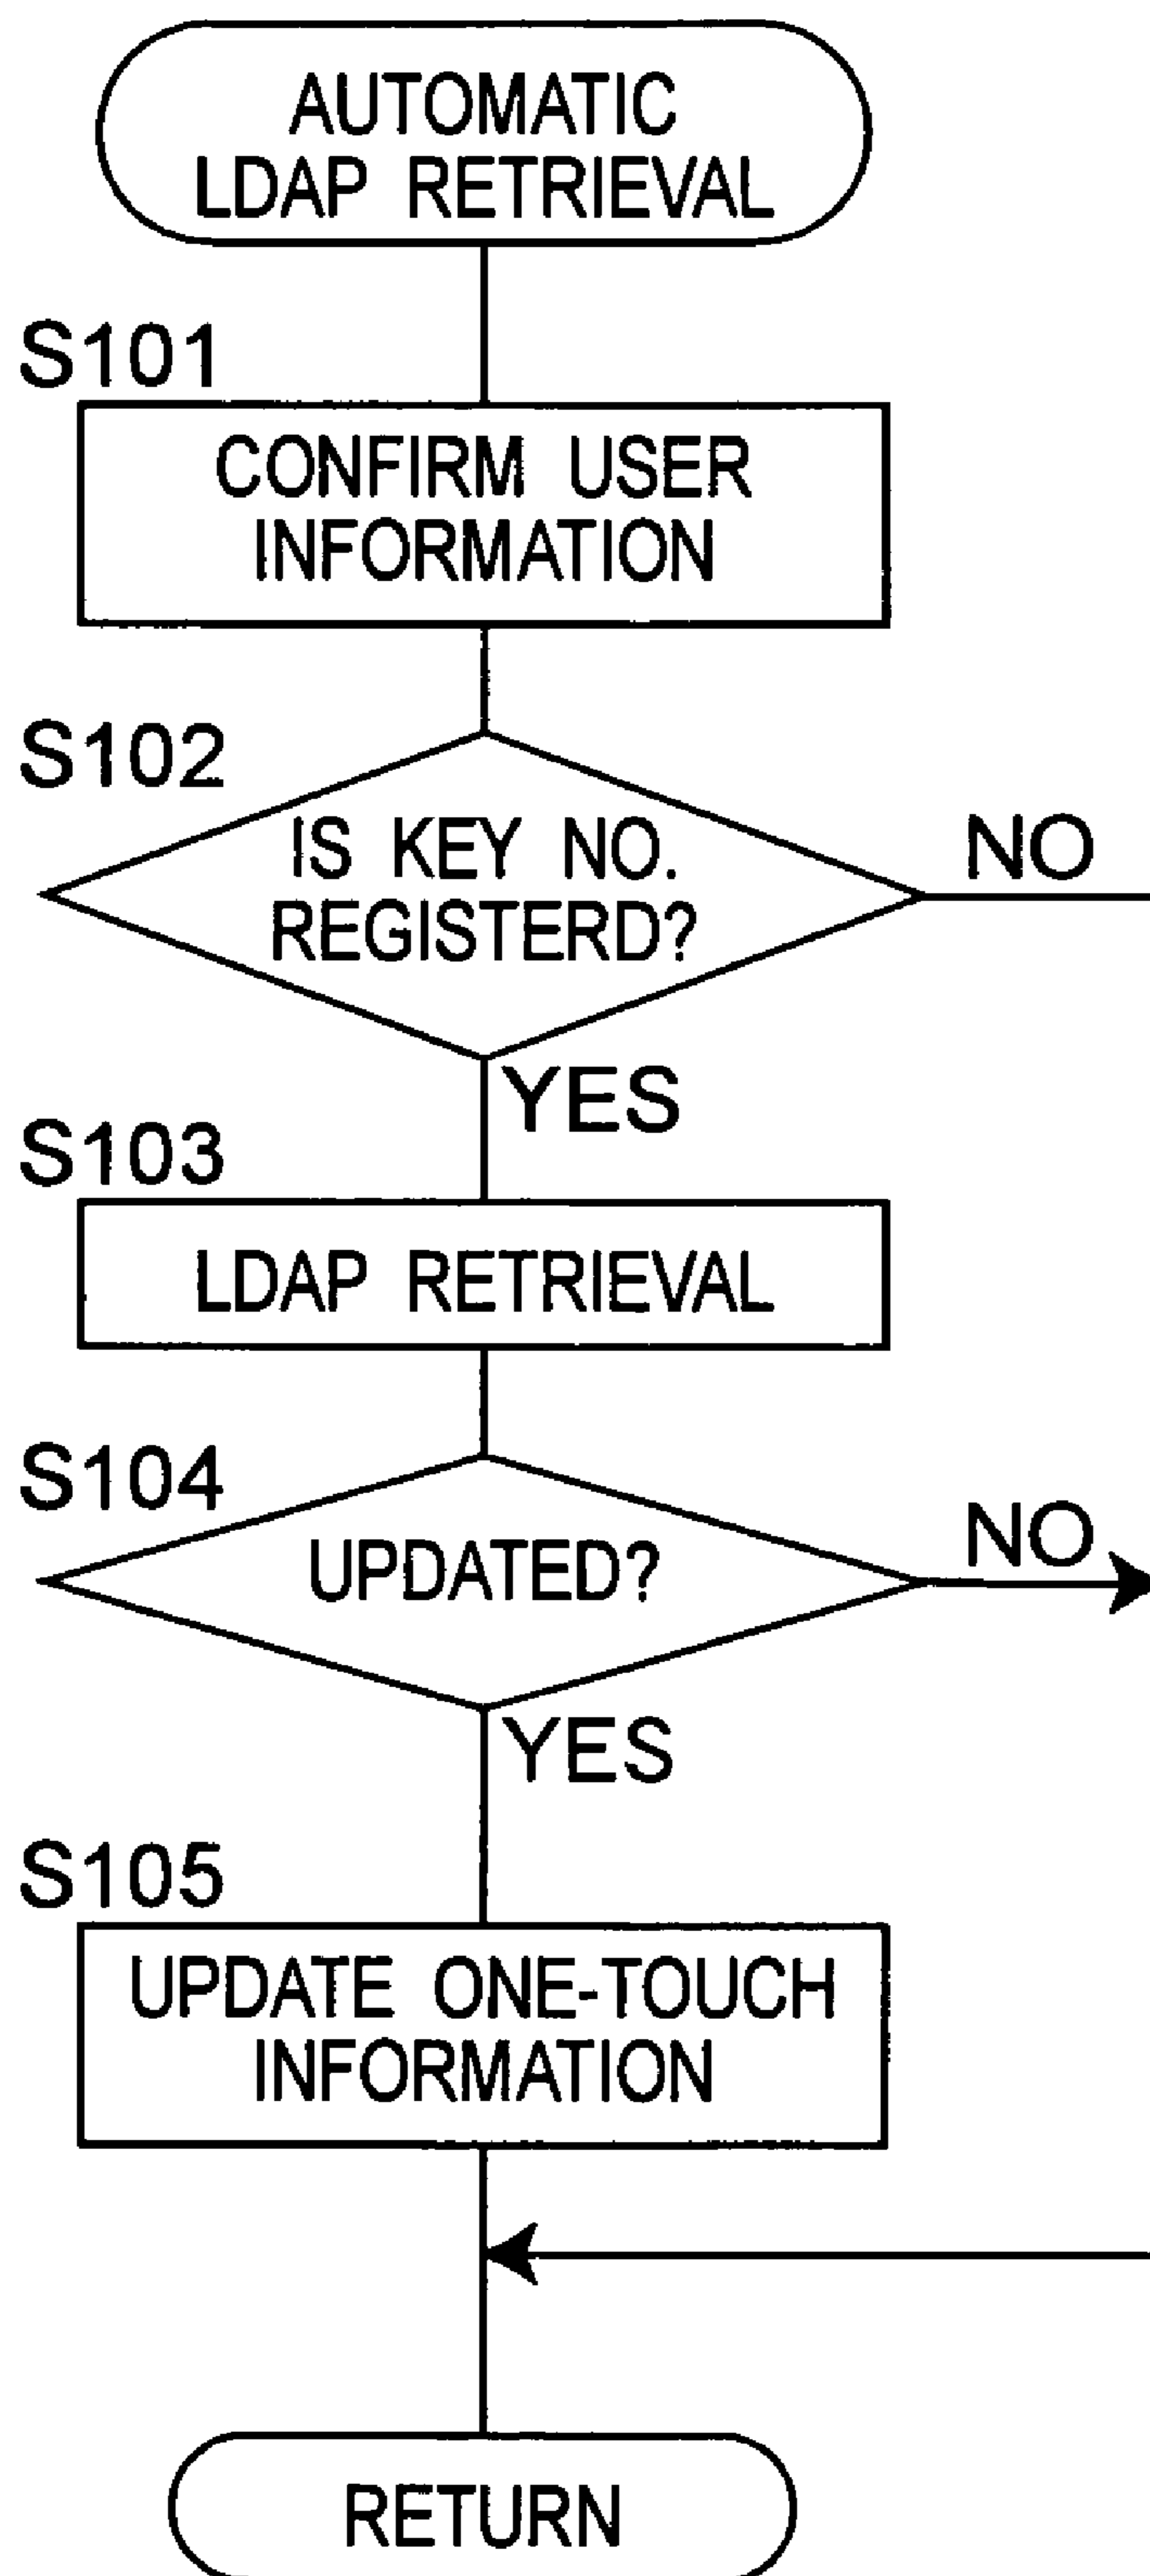 AUTOMATIC
LDAP RETRIEVAL
S101
CONFIRM USER
INFORMATION
S102
IS KEY NO.
REGISTERD?
NO
YES
S103
LDAP RETRIEVAL
S104
UPDATED?
NO
YES
S105
UPDATE ONE-TOUCH
INFORMATION
RETURN